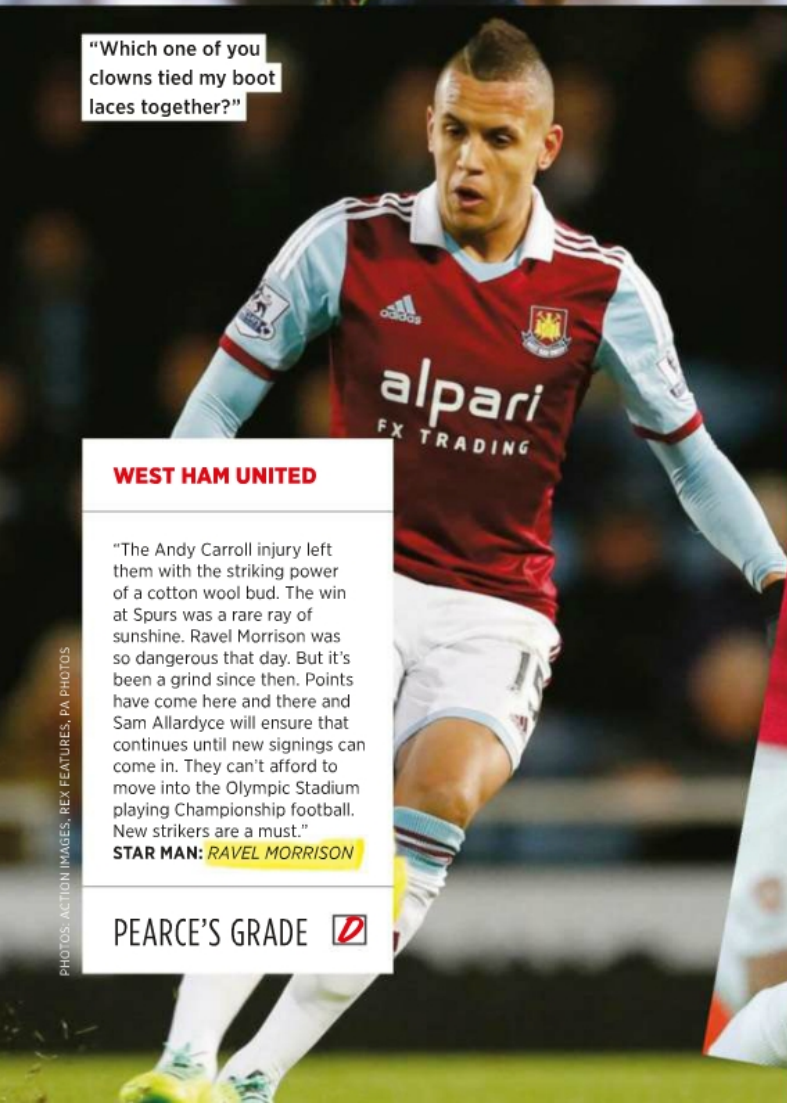 “Which one of you
clowns tied my boot
laces together?”
adidas
alpari
FX TRADING
15
WEST HAM UNITED
“The Andy Carroll injury left
them with the striking power
of a cotton wool bud. The win
at Spurs was a rare ray of
sunshine. Ravel Morrison was
so dangerous that day. But it’s
been a grind since then. Points
have come here and there and
Sam Allardyce will ensure that
continues until new signings can
come in. They can’t afford to
move into the Olympic Stadium
playing Championship football.
New strikers are a must.”
STAR MAN: RAVEL MORRISON
PEARCE’S GRADE D
PHOTOS: ACTION IMAGES, REX FEATURES, PA PHOTOS